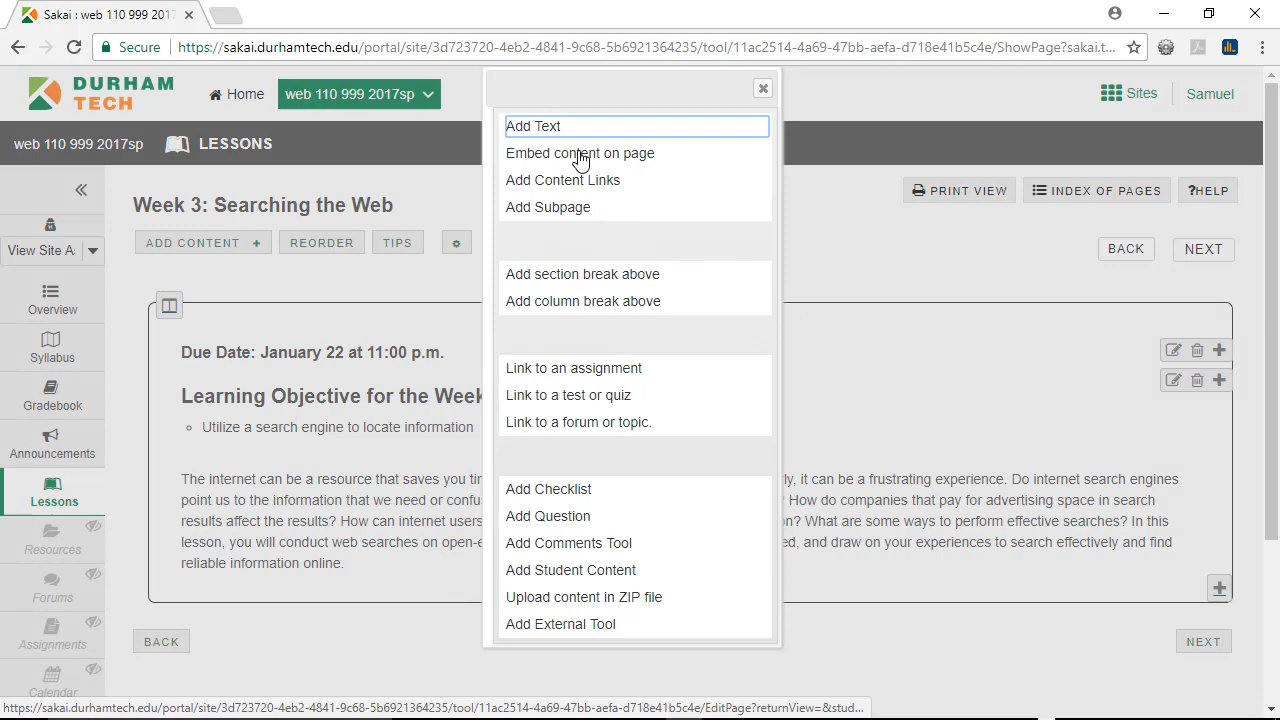 Sakai : web 110 999 2017
Secure
https://sakai.durhamtech.edu/portal/site/3d723720-4eb2-4841-9c68-5b6921364235/tool/11ac2514-4a69-47bb-aefa-d718e41b5c4e/ShowPage?sakai.t...
DURHAM
TECH
Home
web 110 999 2017sp
Sites
Samuel
web 110 999 2017sp
LESSONS
PRINT VIEW
INDEX OF PAGES
?HELP
Week 3: Searching the Web
ADD CONTENT +
REORDER
TIPS
BACK
NEXT
View Site A
Overview
Syllabus
Gradebook
Announcements
Lessons
Resources
Forums
Assignments
Calendar
Add Text
Embed content on page
Add Content Links
Add Subpage
Add section break above
Add column break above
Link to an assignment
Link to a test or quiz
Link to a forum or topic.
Add Checklist
Add Question
Add Comments Tool
Add Student Content
Upload content in ZIP file
Add External Tool
Due Date: January 22 at 11:00 p.m.
Learning Objective for the Week
Utilize a search engine to locate information
The internet can be a resource that saves you ly, it can be a frustrating experience. Do internet search engines
point us to the information that we need or How do companies that pay for advertising space in search
results affect the results? How can internet users What are some ways to perform effective searches? In this
lesson, you will conduct web searches on ed, and draw on your experiences to search effectively and find
reliable information online.
BACK
NEXT
https://sakai.durhamtech.edu/portal/site/3d723720-4eb2-4841-9c68-5b6921364235/tool/11ac2514-4a69-47bb-aefa-d718e41b5c4e/EditPage?returnView=&stud...